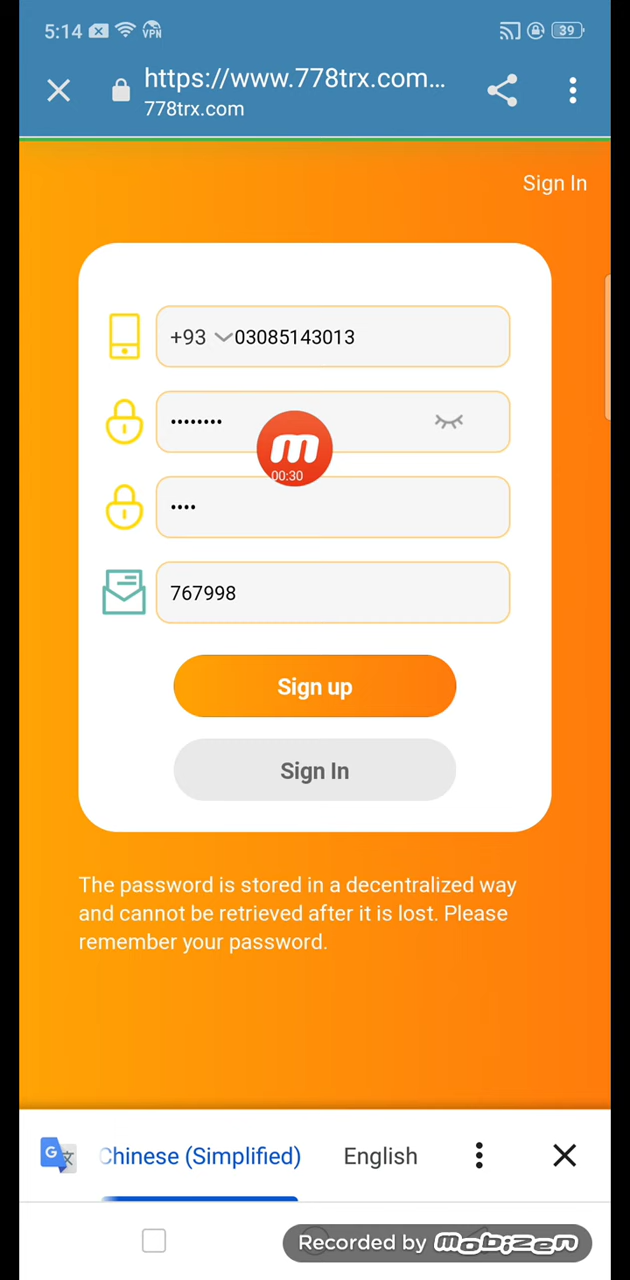 5:14
VPN
39
https://www.778trx.com...
778trx.com
Sign In
+93
03085143013
••••••••
m
00:30
••••
767998
Sign up
Sign In
The password is stored in a decentralized way
and cannot be retrieved after it is lost. Please
remember your password.
G
文
Chinese (Simplified)
English
Recorded by mobizen